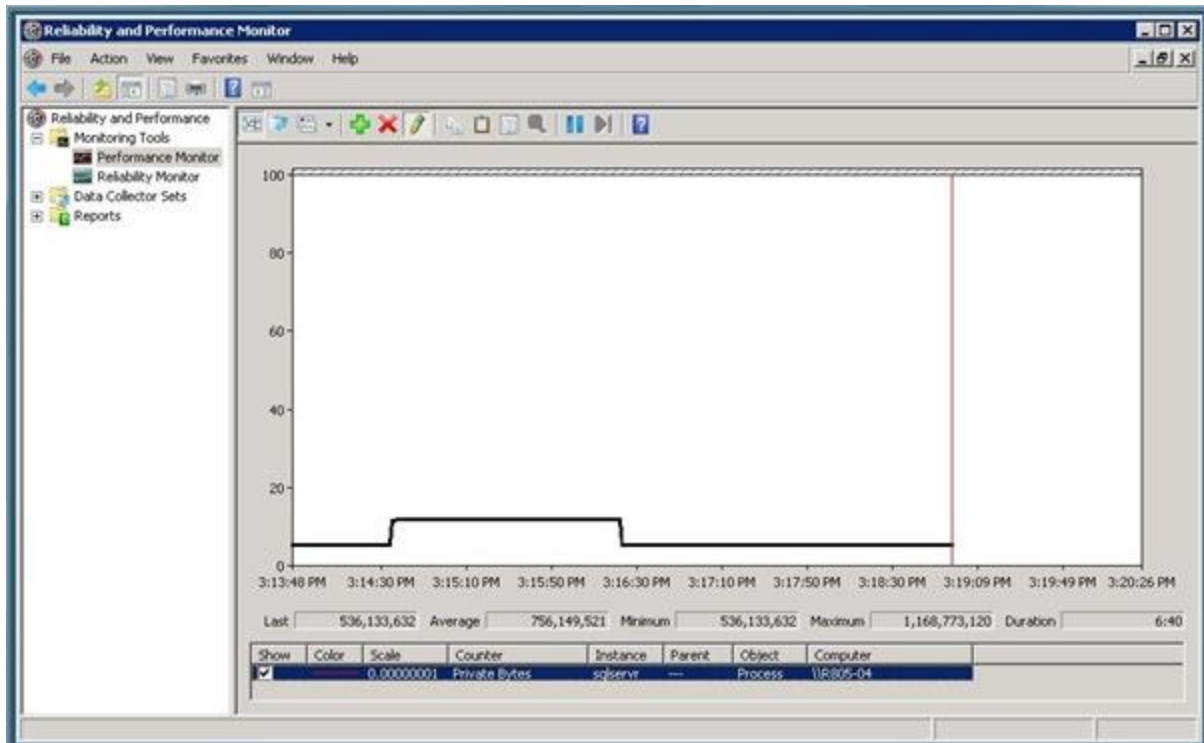 Reliability and Performance Monitor
File Action View Favorites Window Help
Reliability and Performance
Monitoring Tools
Performance Monitor
Reliability Monitor
Data Collector Sets
Reports
100
80
60
40
20
0
3:13:48 PM 3:14:30 PM 3:15:10 PM 3:15:50 PM 3:16:30 PM 3:17:10 PM 3:17:50 PM 3:18:30 PM 3:19:09 PM 3:19:49 PM 3:20:26 PM
Last 536,133,632 Average 756,149,521 Minimum 536,133,632 Maximum 1,168,773,120 Duration 6:40
Show Color Scale Counter Instance Parent Object Computer
0.00000001 Private Bytes sqlservr --- Process \\R805-04